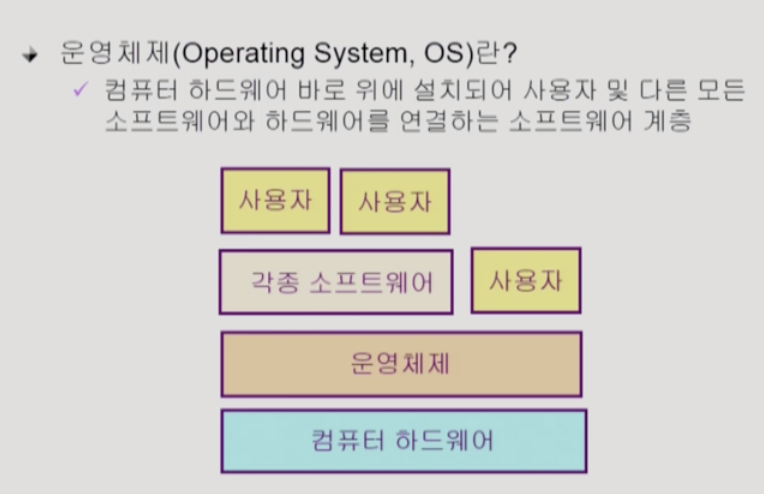 운영체제(Operating System, OS)란?
컴퓨터 하드웨어 바로 위에 설치되어 사용자 및 다른 모든
소프트웨어와 하드웨어를 연결하는 소프트웨어 계층
사용자 사용자
각종 소프트웨어 사용자
운영체제
컴퓨터 하드웨어